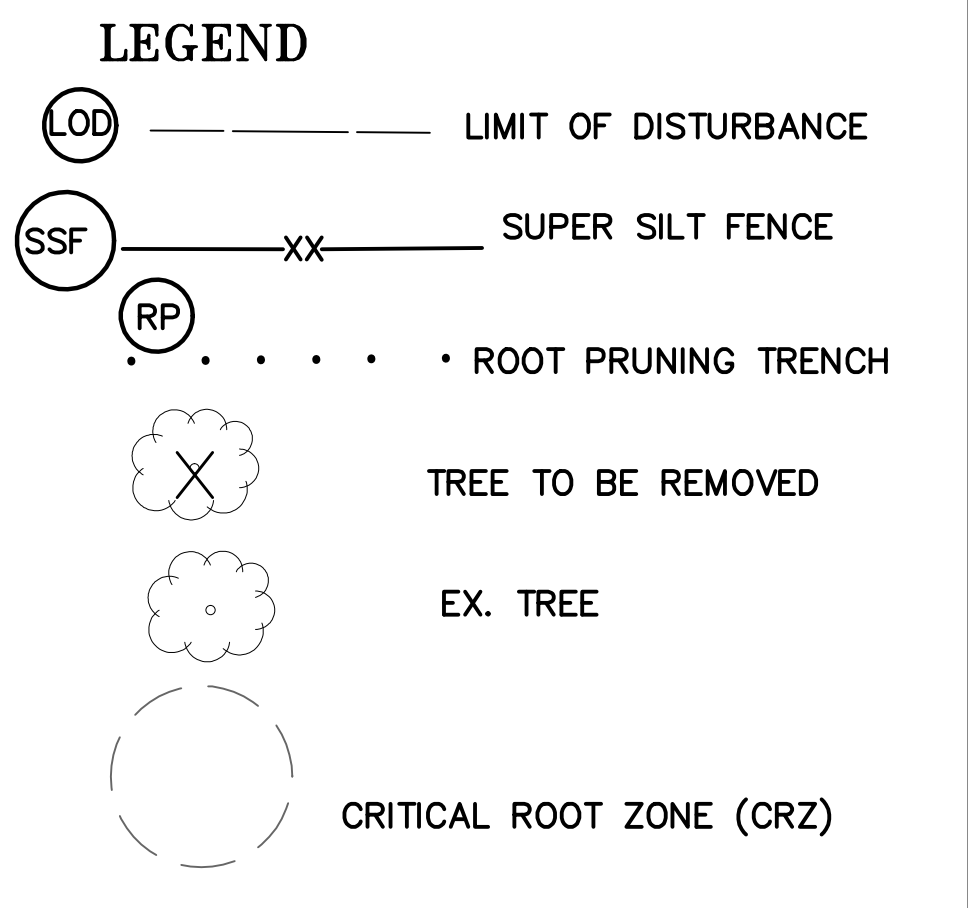 LEGEND
LOD LIMIT OF DISTURBANCE
SSF XX SUPER SILT FENCE
RP
ROOT PRUNING TRENCH
TREE TO BE REMOVED
EX. TREE
CRITICAL ROOT ZONE (CRZ)